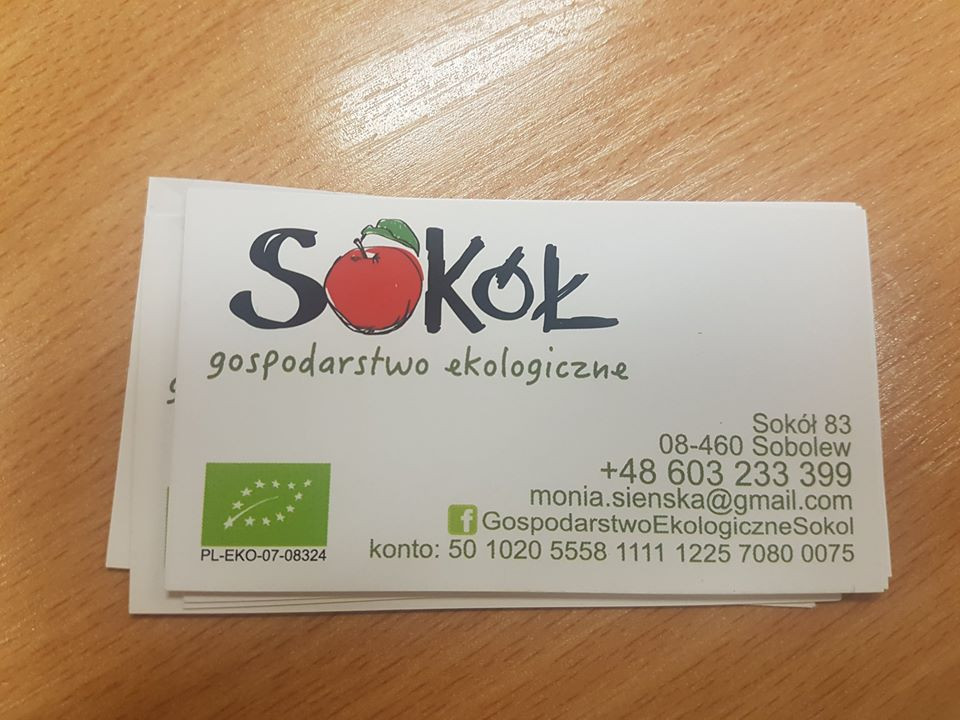 SOKÓŁ
gospodarstwo ekologiczne
Sokół 83
08-460 Sobolew
+48 603 233 399
monia.sienska@gmail.com
f GospodarstwoEkologiczneSokol
konto: 50 1020 5558 1111 1225 7080 0075
PL-EKO-07-08324